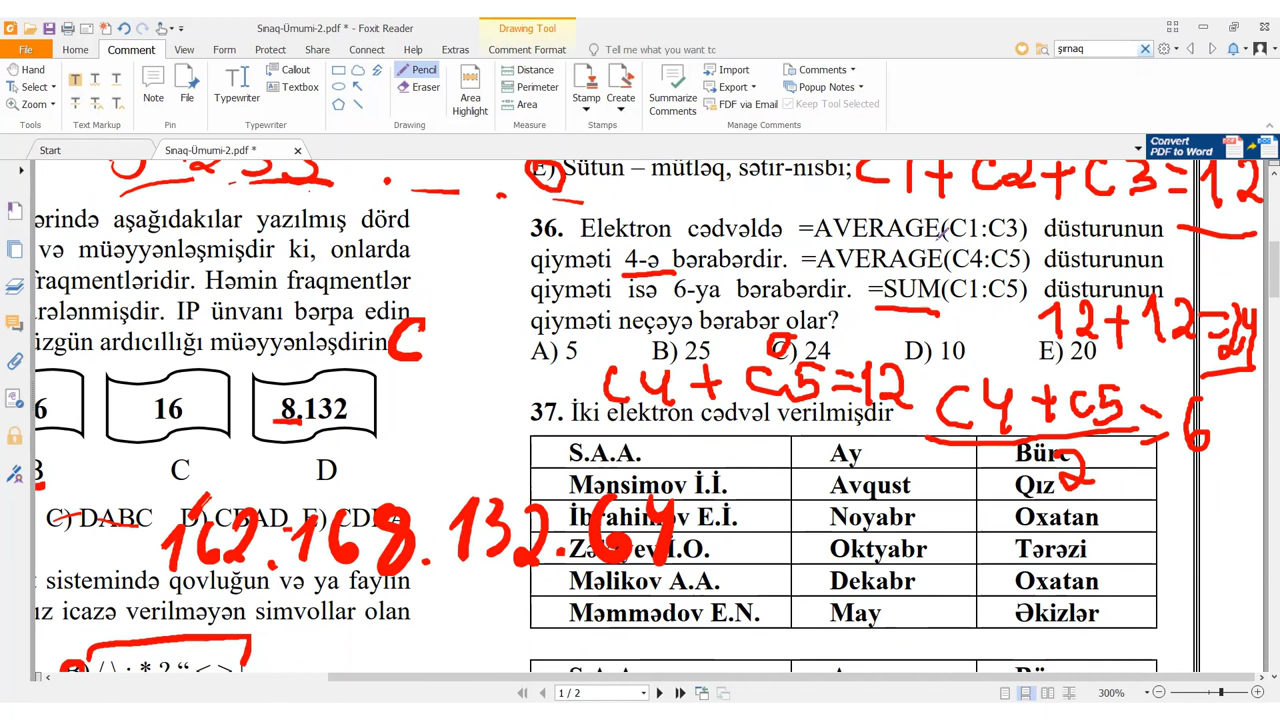 Sınaq-Ümumi-2.pdf * - Foxit Reader
Drawing Tool
File Home Comment View Form Protect Share Connect Help Extras Comment Format Tell me what you want tc şırnaq
Hand
Select
Zoom
Tools
Text Markup
Note
File
Pin
Typewriter
Callout
Textbox
Typewriter
Pencil
Eraser
Drawing
Area Highlight
Distance
Perimeter
Area
Measure
Stamp
Create
Stamps
Summarize Comments
Import
Export
FDF via Email
Comments
Popup Notes
Keep Tool Selected
Manage Comments
Start
Sınaq-Ümumi-2.pdf *
Convert PDF to Word
ərində aşağıdakılar yazılmış dörd
və müəyyənləşmişdir ki, onlarda
fraqmentləridir. Həmin fraqmentlər
rələnmişdir. IP ünvanı bərpa edin
üzgün ardıcıllığı müəyyənləşdirin
C
6 16 8.132
B C D
C) DABC D) CBAD E) CDBA
162.168.132.64
sistemində qovluğun və ya faylın
ız icazə verilməyən simvollar olan
E) Sütun – mütləq, sətir-nisbi;
C1+C2+C3=12
36. Elektron cədvəldə =AVERAGE(C1:C3) düsturunun
qiyməti 4-ə bərabərdir. =AVERAGE(C4:C5) düsturunun
qiyməti isə 6-ya bərabərdir. =SUM(C1:C5) düsturunun
qiyməti neçəyə bərabər olar?
12+12=24
A) 5 B) 25 C) 24 D) 10 E) 20
C4+C5=12
C4+C5
2
=6
37. İki elektron cədvəl verilmişdir
S.A.A. Ay Bürc
Mənsimov İ.İ. Avqust Qız
İbrahimov E.İ. Noyabr Oxatan
Oktyabr Tərəzi
Məlikov A.A. Dekabr Oxatan
Məmmədov E.N. May Əkizlər
1 / 2
300%